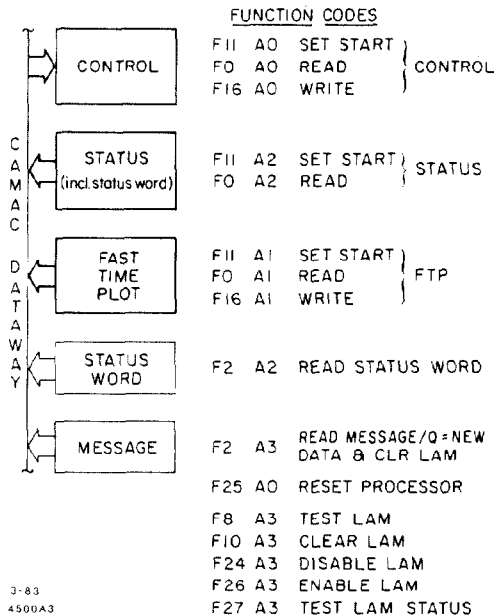 FUNCTION CODES
CONTROL
F11 A0 SET START
F0 A0 READ
F16 A0 WRITE
CONTROL
CAMAC DATAWAY
STATUS
(incl. status word)
F11 A2 SET START
F0 A2 READ
STATUS
FAST
TIME
PLOT
F11 A1 SET START
F0 A1 READ
F16 A1 WRITE
FTP
STATUS
WORD
F2 A2 READ STATUS WORD
MESSAGE
F2 A3 READ MESSAGE/Q=NEW
DATA & CLR LAM
F25 A0 RESET PROCESSOR
F8 A3 TEST LAM
F10 A3 CLEAR LAM
F24 A3 DISABLE LAM
F26 A3 ENABLE LAM
F27 A3 TEST LAM STATUS
3-83
4500A3